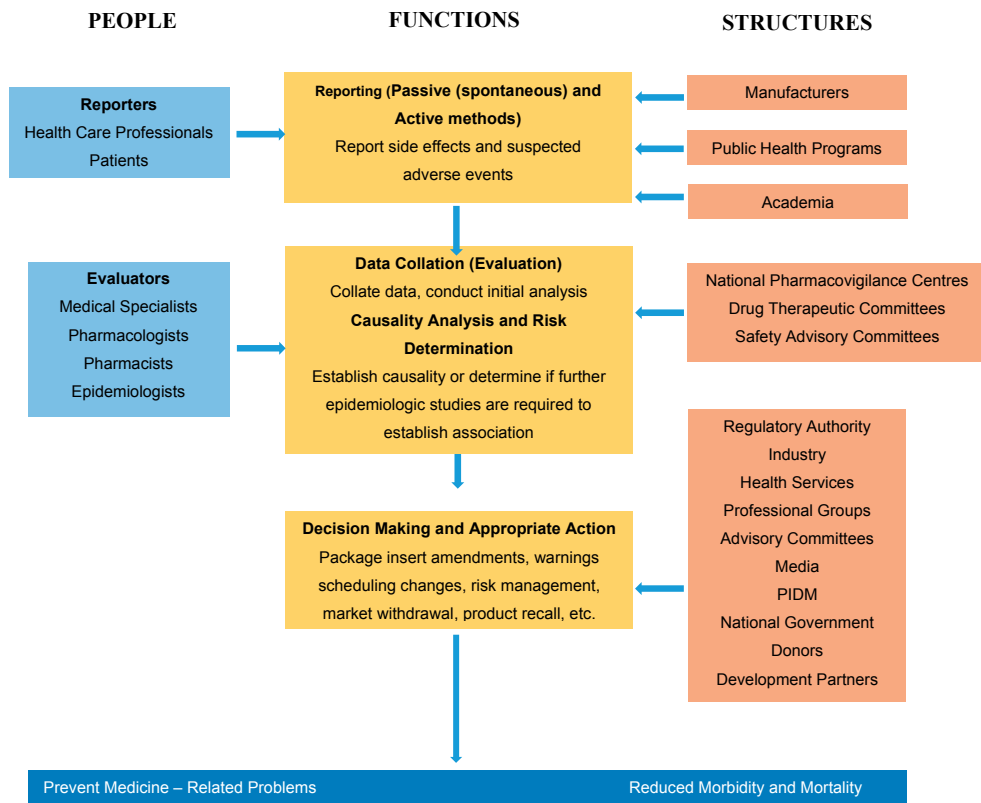 PEOPLE
FUNCTIONS
STRUCTURES
Reporters
Health Care Professionals
Patients
Reporting (Passive (spontaneous) and
Active methods)
Report side effects and suspected
adverse events
Manufacturers
Public Health Programs
Academia
Evaluators
Medical Specialists
Pharmacologists
Pharmacists
Epidemiologists
Data Collation (Evaluation)
Collate data, conduct initial analysis
Causality Analysis and Risk
Determination
Establish causality or determine if further
epidemiologic studies are required to
establish association
National Pharmacovigilance Centres
Drug Therapeutic Committees
Safety Advisory Committees
Decision Making and Appropriate Action
Package insert amendments, warnings
scheduling changes, risk management,
market withdrawal, product recall, etc.
Regulatory Authority
Industry
Health Services
Professional Groups
Advisory Committees
Media
PIDM
National Government
Donors
Development Partners
Prevent Medicine – Related Problems
Reduced Morbidity and Mortality